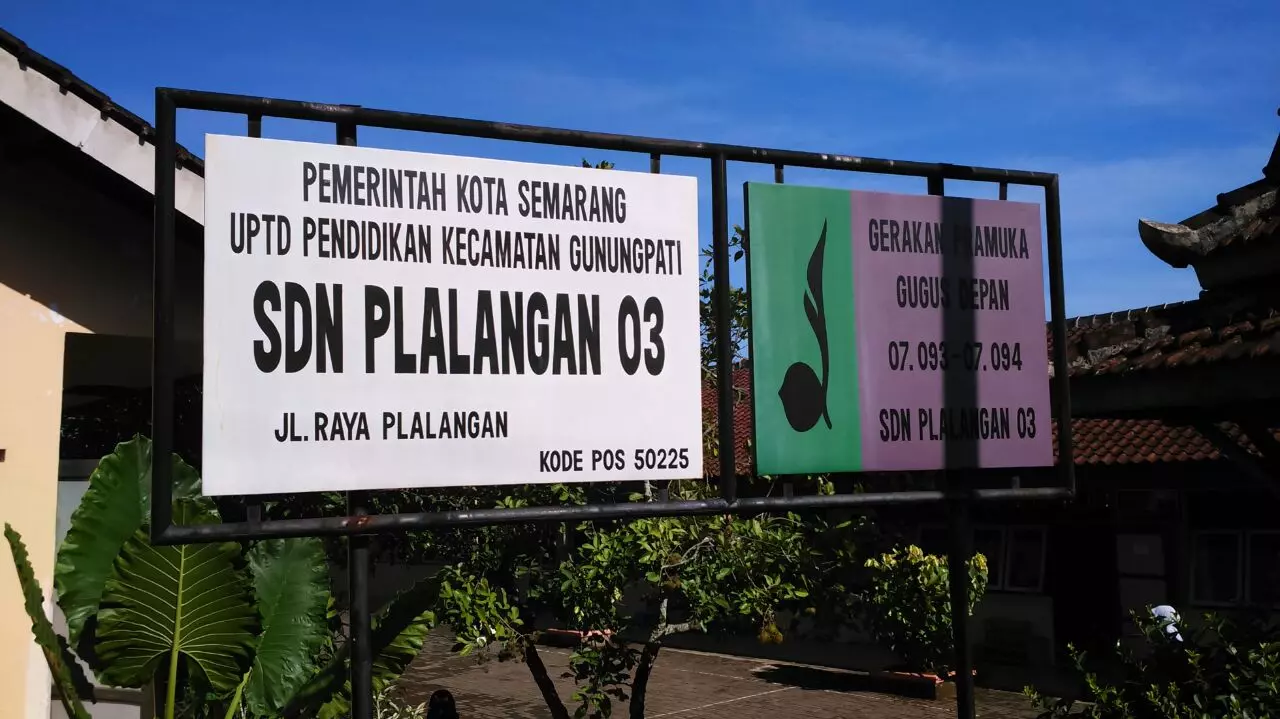 PEMERINTAH KOTA SEMARANG
UPTD PENDIDIKAN KECAMATAN GUNUNGPATI
SDN PLALANGAN 03
JL. RAYA PLALANGAN
KODE POS 50225
GERAKAN PRAMUKA
GUGUS DEPAN
07.093-07.094
SDN PLALANGAN 03